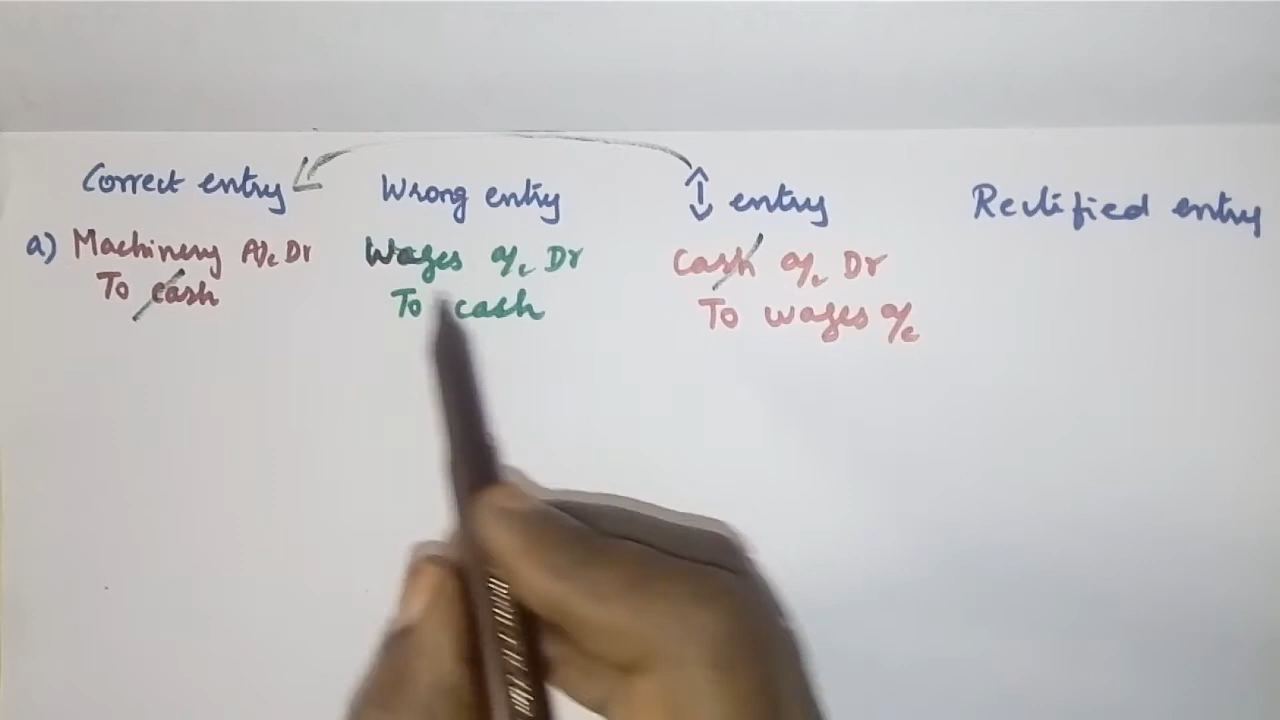 Correct entry
Wrong entry
entry
Rectified entry
a) Machinery A/c Dr
To cash
Wages a/c Dr
To cash
Cash a/c Dr
To wages a/c